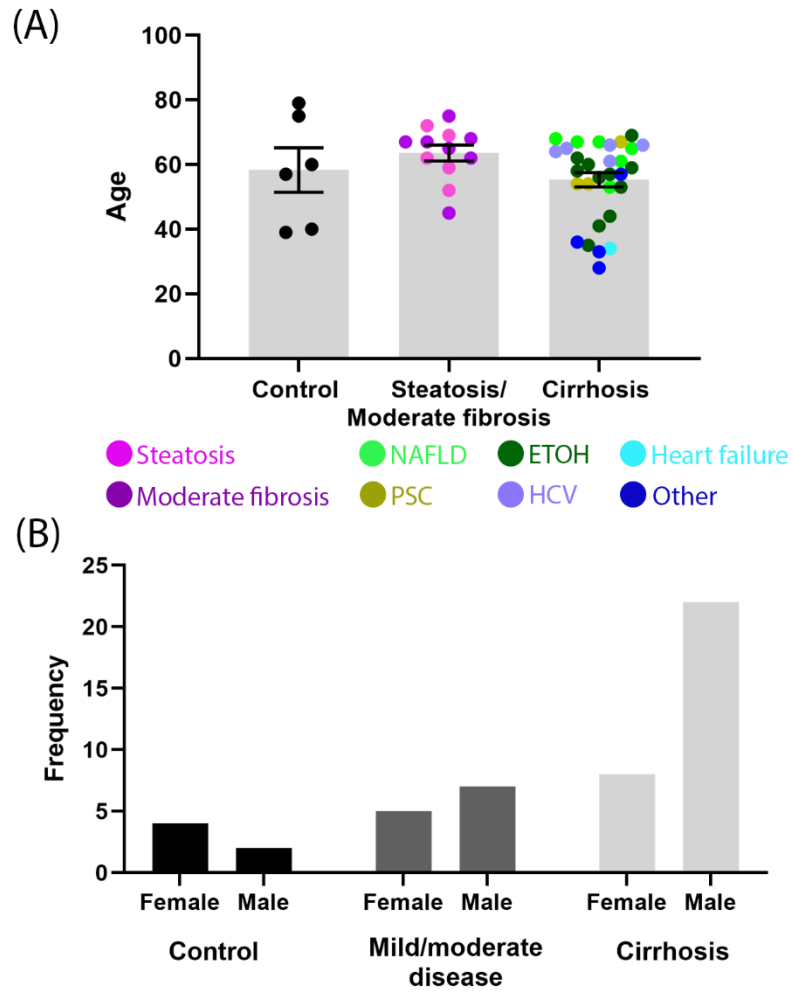 (A)
100
80
60
40
20
0
Age
Control
Steatosis/
Moderate fibrosis
Cirrhosis
Steatosis
NAFLD
ETOH
Heart failure
Moderate fibrosis
PSC
HCV
Other
(B)
25
20
15
10
5
0
Frequency
Female Male Female Male Female Male
Control
Mild/moderate
disease
Cirrhosis